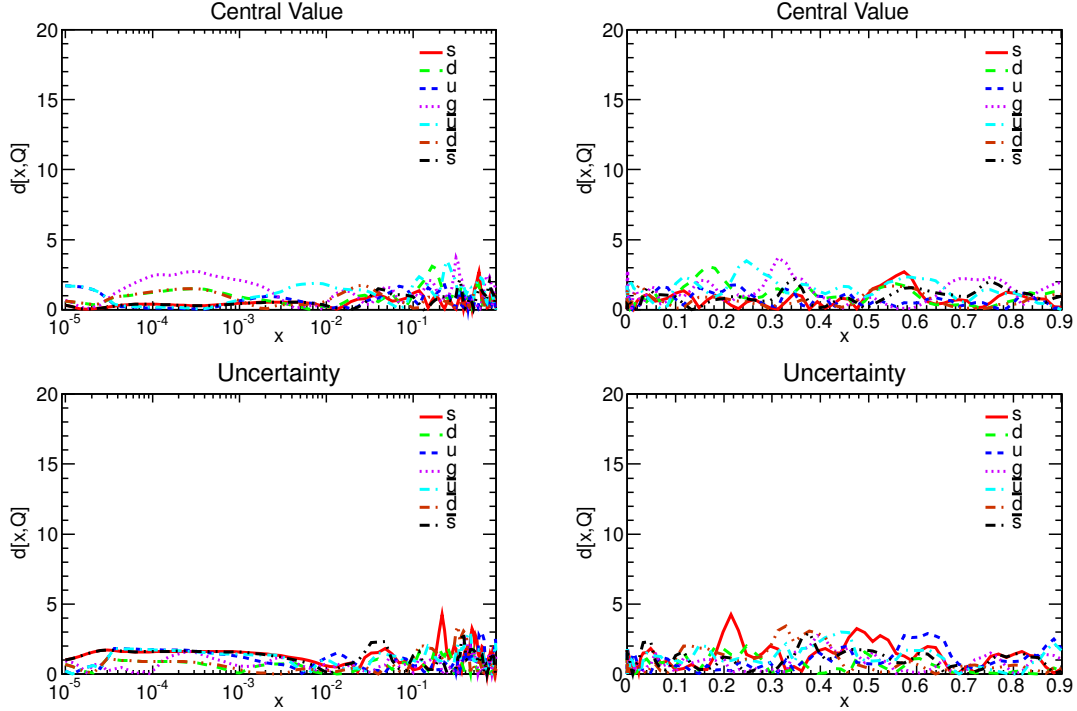 Central Value
20
15
10
5
0
d[x,Q]
s
d
u
g
u̅
d̅
s̅
10⁻⁵ 10⁻⁴ 10⁻³ 10⁻² 10⁻¹
x
Central Value
20
15
10
5
0
d[x,Q]
s
d
u
g
u̅
d̅
s̅
0 0.1 0.2 0.3 0.4 0.5 0.6 0.7 0.8 0.9
x
Uncertainty
20
15
10
5
0
d[x,Q]
s
d
u
g
u̅
d̅
s̅
10⁻⁵ 10⁻⁴ 10⁻³ 10⁻² 10⁻¹
x
Uncertainty
20
15
10
5
0
d[x,Q]
s
d
u
g
u̅
d̅
s̅
0 0.1 0.2 0.3 0.4 0.5 0.6 0.7 0.8 0.9
x